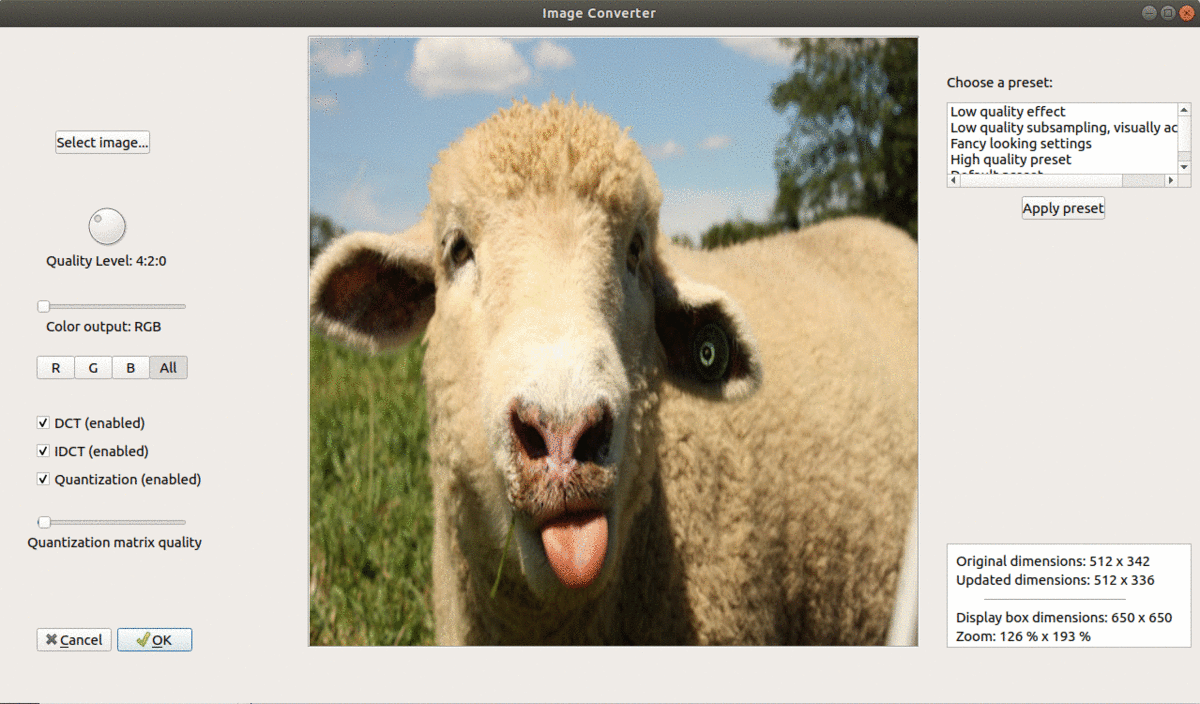 Image Converter
Select image...
Quality Level: 4:2:0
Color output: RGB
R G B All
DCT (enabled)
IDCT (enabled)
Quantization (enabled)
Quantization matrix quality
Cancel OK
Choose a preset:
Low quality effect
Low quality subsampling, visually ac
Fancy looking settings
High quality preset
Apply preset
Original dimensions: 512 x 342
Updated dimensions: 512 x 336
Display box dimensions: 650 x 650
Zoom: 126 % x 193 %